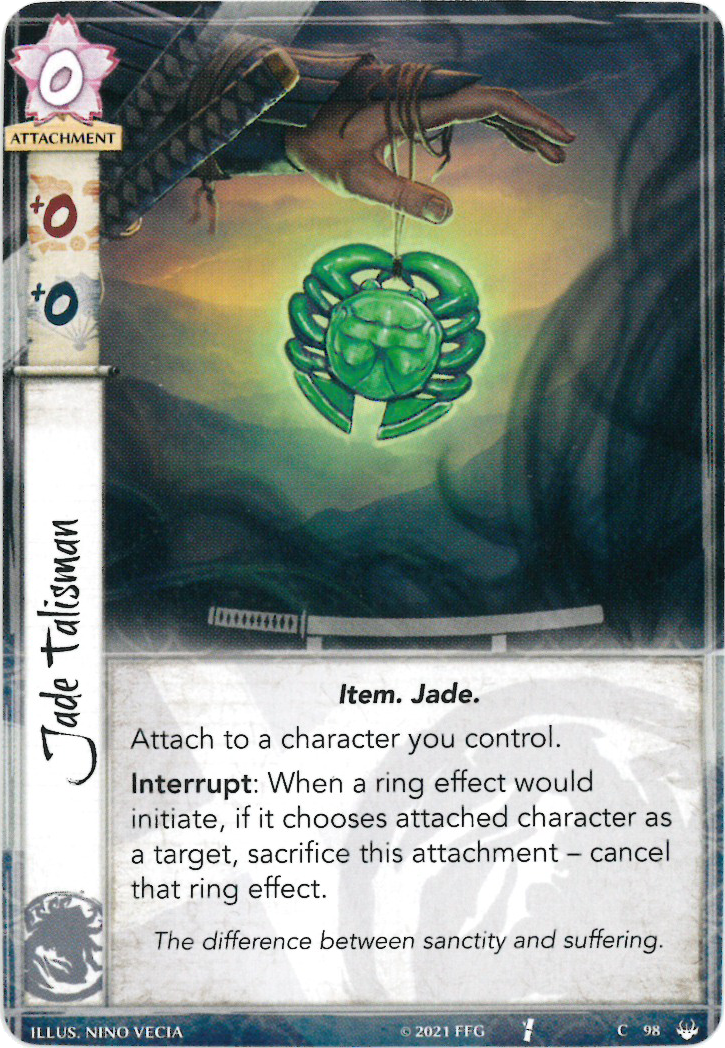 0
ATTACHMENT
+0
+0
Jade Talisman
Item. Jade.
Attach to a character you control.
Interrupt: When a ring effect would
initiate, if it chooses attached character as
a target, sacrifice this attachment – cancel
that ring effect.
The difference between sanctity and suffering.
ILLUS. NINO VECIA
© 2021 FFG
C 98